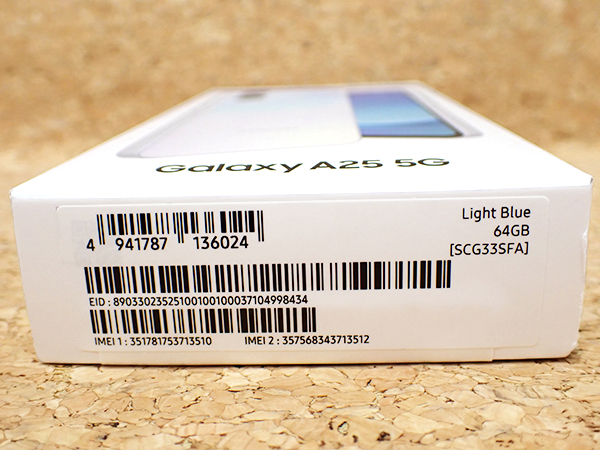 Galaxy A25 5G
4 941787 136024
Light Blue
64GB
[SCG33SFA]
EID : 89033023525100100100037104998434
IMEI 1 : 351781753713510 IMEI 2 : 357568343713512